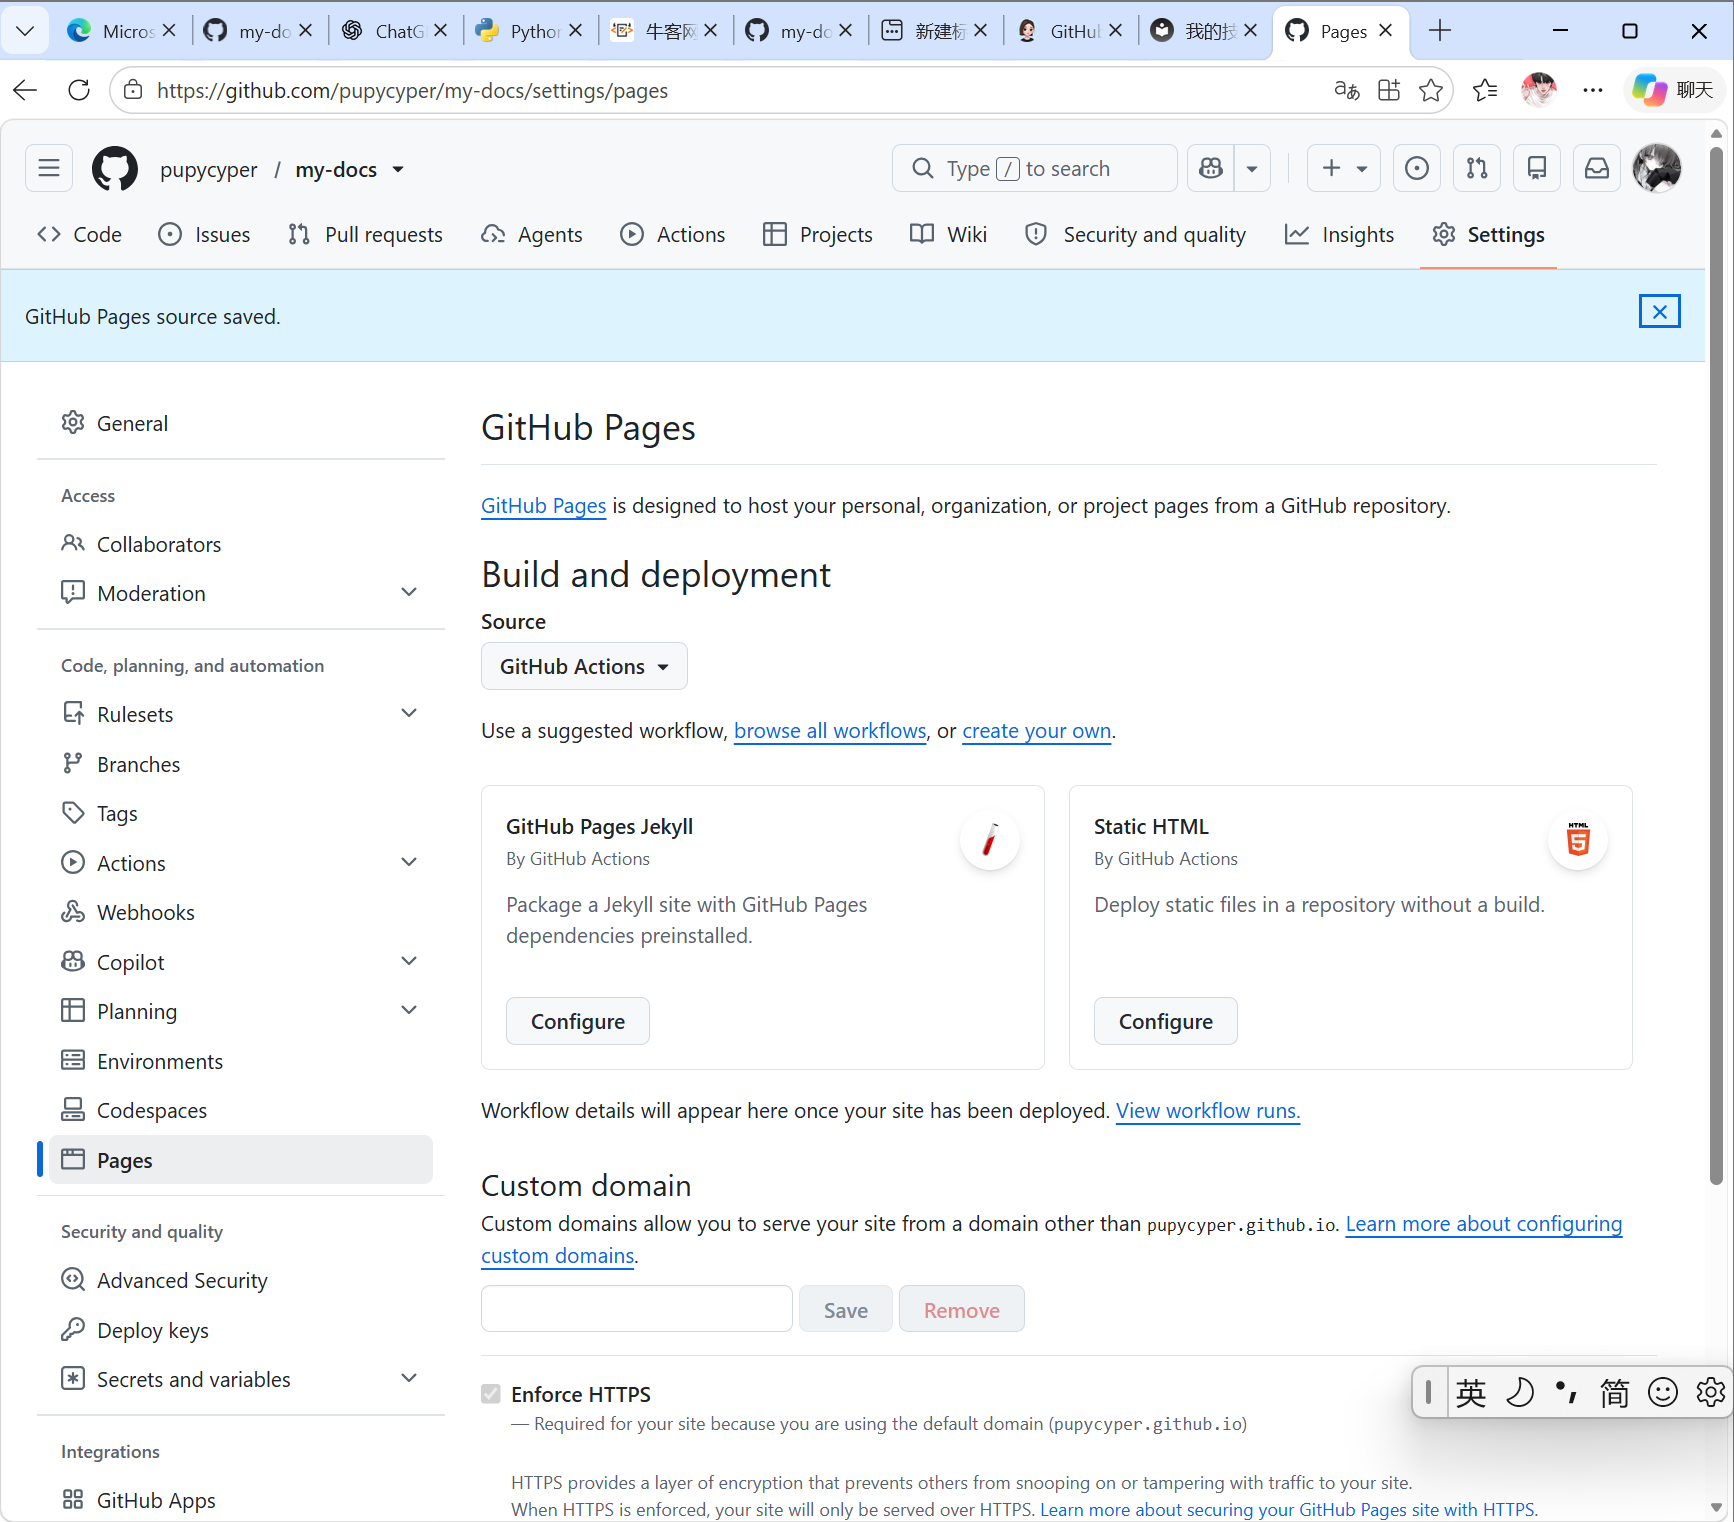 Micros
my-do
ChatG
Python
牛客网
my-do
新建标
GitHub
我的技
Pages
https://github.com/pupycyper/my-docs/settings/pages
聊天
pupycyper / my-docs
Type / to search
Code
Issues
Pull requests
Agents
Actions
Projects
Wiki
Security and quality
Insights
Settings
GitHub Pages source saved.
General
Access
Collaborators
Moderation
Code, planning, and automation
Rulesets
Branches
Tags
Actions
Webhooks
Copilot
Planning
Environments
Codespaces
Pages
Security and quality
Advanced Security
Deploy keys
Secrets and variables
Integrations
GitHub Apps
GitHub Pages
GitHub Pages is designed to host your personal, organization, or project pages from a GitHub repository.
Build and deployment
Source
GitHub Actions
Use a suggested workflow, browse all workflows, or create your own.
GitHub Pages Jekyll
By GitHub Actions
Package a Jekyll site with GitHub Pages
dependencies preinstalled.
Configure
Static HTML
By GitHub Actions
HTML
5
Deploy static files in a repository without a build.
Configure
Workflow details will appear here once your site has been deployed. View workflow runs.
Custom domain
Custom domains allow you to serve your site from a domain other than pupycyper.github.io. Learn more about configuring
custom domains.
Save
Remove
Enforce HTTPS
— Required for your site because you are using the default domain (pupycyper.github.io)
HTTPS provides a layer of encryption that prevents others from snooping on or tampering with traffic to your site.
When HTTPS is enforced, your site will only be served over HTTPS. Learn more about securing your GitHub Pages site with HTTPS.
英
简